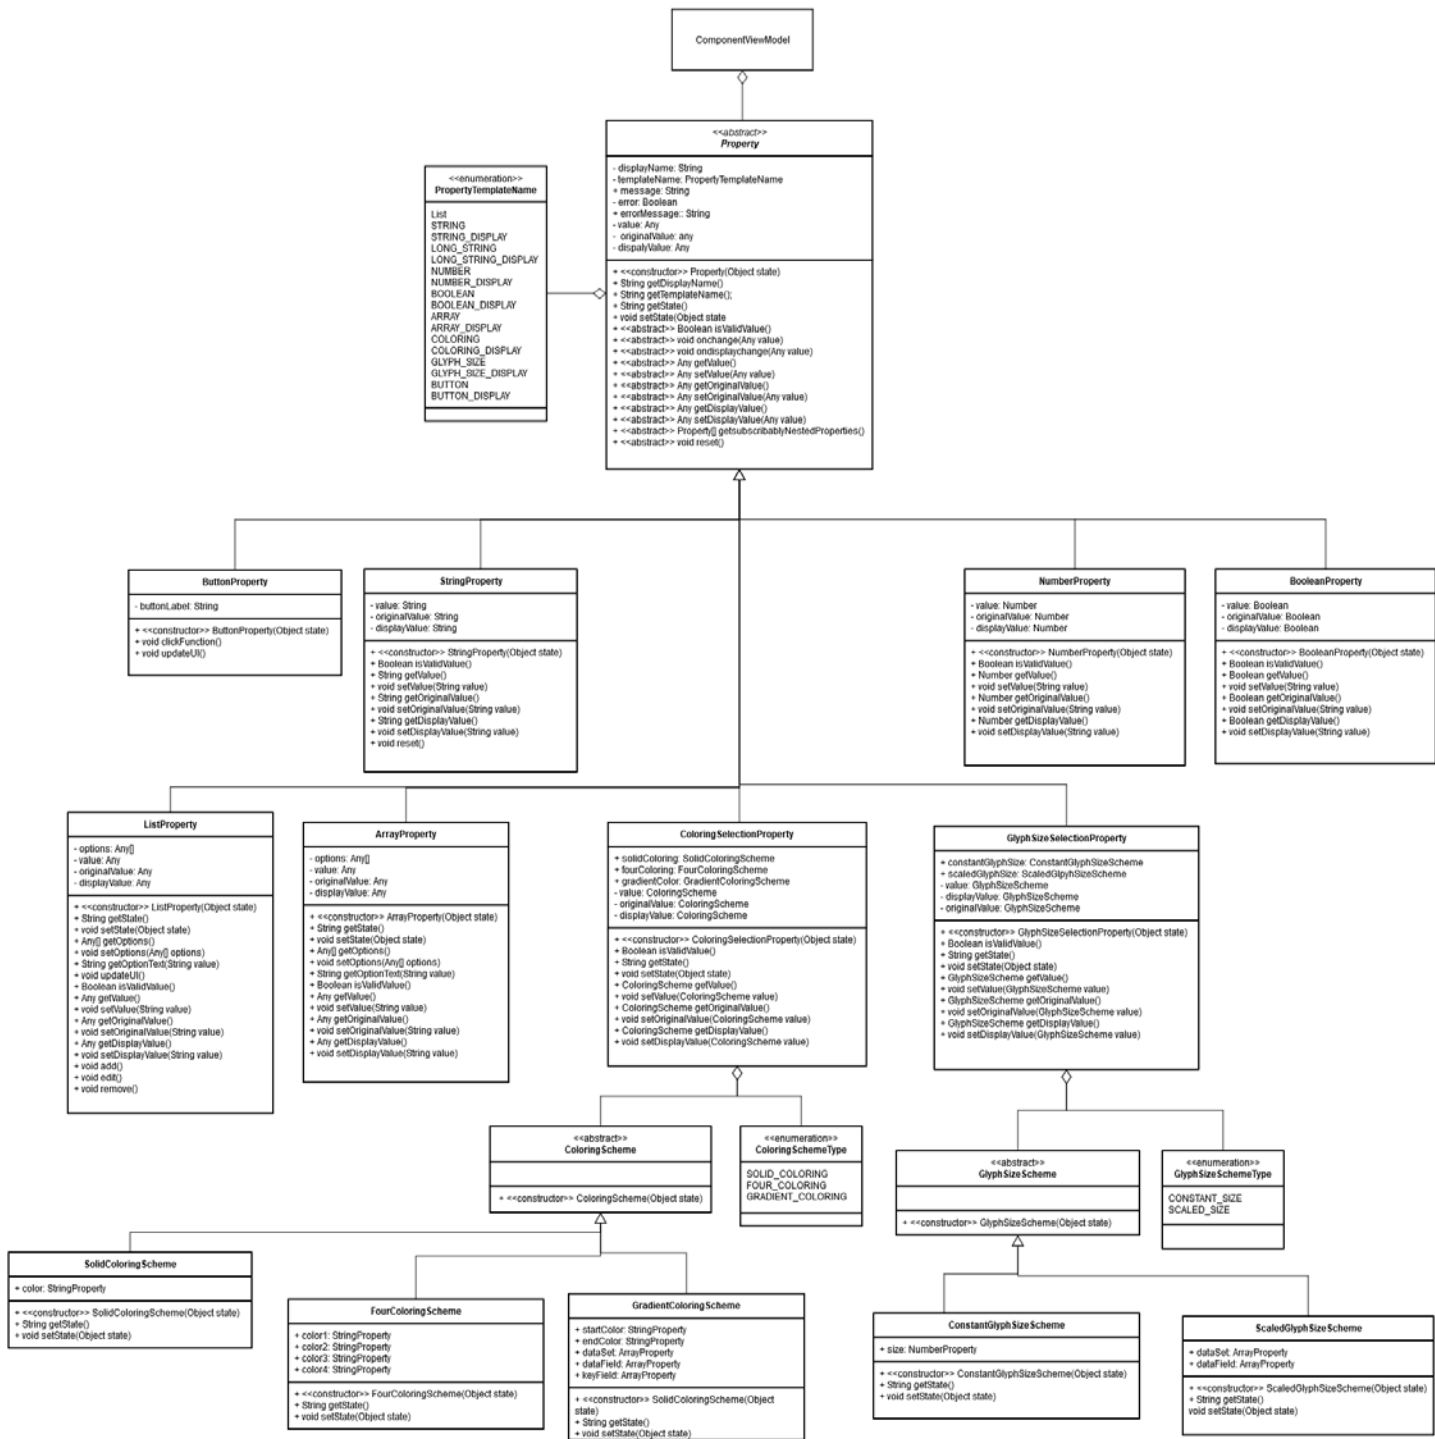 ComponentViewModel
<<abstract>>
Property
- displayName: String
- templateName: PropertyTemplateName
+ message: String
- error: Boolean
+ errorMessage:: String
- value: Any
- originalValue: any
- dispalyValue: Any
+ <<constructor>> Property(Object state)
+ String getDisplayName()
+ String getTemplateName();
+ String getState()
+ void setState(Object state
+ <<abstract>> Boolean isValidValue()
+ <<abstract>> void onchange(Any value)
+ <<abstract>> void ondisplaychange(Any value)
+ <<abstract>> Any getValue()
+ <<abstract>> Any setValue(Any value)
+ <<abstract>> Any getOriginalValue()
+ <<abstract>> Any setOriginalValue(Any value)
+ <<abstract>> Any getDisplayValue()
+ <<abstract>> Any setDisplayValue(Any value)
+ <<abstract>> Property[] getsubscribablyNestedProperties()
+ <<abstract>> void reset()
<<enumeration>>
PropertyTemplateName
List
STRING
STRING_DISPLAY
LONG_STRING
LONG_STRING_DISPLAY
NUMBER
NUMBER_DISPLAY
BOOLEAN
BOOLEAN_DISPLAY
ARRAY
ARRAY_DISPLAY
COLORING
COLORING_DISPLAY
GLYPH_SIZE
GLYPH_SIZE_DISPLAY
BUTTON
BUTTON_DISPLAY
ButtonProperty
- buttonLabel: String
+ <<constructor>> ButtonProperty(Object state)
+ void clickFunction()
+ void updateUI()
StringProperty
- value: String
- originalValue: String
- displayValue: String
+ <<constructor>> StringProperty(Object state)
+ Boolean isValidValue()
+ String getValue()
+ void setValue(String value)
+ String getOriginalValue()
+ void setOriginalValue(String value)
+ String getDisplayValue()
+ void setDisplayValue(String value)
+ void reset()
NumberProperty
- value: Number
- originalValue: Number
- displayValue: Number
+ <<constructor>> NumberProperty(Object state)
+ Boolean isValidValue()
+ Number getValue()
+ void setValue(String value)
+ Number getOriginalValue()
+ void setOriginalValue(String value)
+ Number getDisplayValue()
+ void setDisplayValue(String value)
BooleanProperty
- value: Boolean
- originalValue: Boolean
- displayValue: Boolean
+ <<constructor>> BooleanProperty(Object state)
+ Boolean isValidValue()
+ Boolean getValue()
+ void setValue(String value)
+ Boolean getOriginalValue()
+ void setOriginalValue(String value)
+ Boolean getDisplayValue()
+ void setDisplayValue(String value)
ListProperty
- options: Any[]
- value: Any
- originalValue: Any
- displayValue: Any
+ <<constructor>> ListProperty(Object state)
+ String getState()
+ void setState(Object state)
+ Any[] getOptions()
+ void setOptions(Any[] options)
+ String getOptionText(String value)
+ void updateUI()
+ Boolean isValidValue()
+ Any getValue()
+ void setValue(String value)
+ Any getOriginalValue()
+ void setOriginalValue(String value)
+ Any getDisplayValue()
+ void setDisplayValue(String value)
+ void add()
+ void edit()
+ void remove()
ArrayProperty
- options: Any[]
- value: Any
- originalValue: Any
- displayValue: Any
+ <<constructor>> ArrayProperty(Object state)
+ String getState()
+ void setState(Object state)
+ Any[] getOptions()
+ void setOptions(Any[] options)
+ String getOptionText(String value)
+ Boolean isValidValue()
+ Any getValue()
+ void setValue(String value)
+ Any getOriginalValue()
+ void setOriginalValue(String value)
+ Any getDisplayValue()
+ void setDisplayValue(String value)
ColoringSelectionProperty
+ solidColoring: SolidColoringScheme
+ fourColoring: FourColoringScheme
+ gradientColor: GradientColoringScheme
- value: ColoringScheme
- originalValue: ColoringScheme
- displayValue: ColoringScheme
+ <<constructor>> ColoringSelectionProperty(Object state)
+ Boolean isValidValue()
+ String getState()
+ void setState(Object state)
+ ColoringScheme getValue()
+ void setValue(ColoringScheme value)
+ ColoringScheme getOriginalValue()
+ void setOriginalValue(ColoringScheme value)
+ ColoringScheme getDisplayValue()
+ void setDisplayValue(ColoringScheme value)
GlyphSizeSelectionProperty
+ constantGlyphSize: ConstantGlyphSizeScheme
+ scaledGlyphSize: ScaledGlpyhSizeScheme
- value: GlyphSizeScheme
- displayValue: GlyphSizeScheme
- originalValue: GlyphSizeScheme
+ <<constructor>> GlyphSizeSelectionProperty(Object state)
+ Boolean isValidValue()
+ String getState()
+ void setState(Object state)
+ GlyphSizeScheme getValue()
+ void setValue(GlyphSizeScheme value)
+ GlyphSizeScheme getOriginalValue()
+ void setOriginalValue(GlyphSizeScheme value)
+ GlyphSizeScheme getDisplayValue()
+ void setDisplayValue(GlyphSizeScheme value)
<<abstract>>
ColoringScheme
+ <<constructor>> ColoringScheme(Object state)
<<enumeration>>
ColoringSchemeType
SOLID_COLORING
FOUR_COLORING
GRADIENT_COLORING
<<abstract>>
GlyphSizeScheme
+ <<constructor>> GlyphSizeScheme(Object state)
<<enumeration>>
GlyphSizeSchemeType
CONSTANT_SIZE
SCALED_SIZE
SolidColoringScheme
+ color: StringProperty
+ <<constructor>> SolidColoringScheme(Object state)
+ String getState()
+ void setState(Object state)
FourColoringScheme
+ color1: StringProperty
+ color2: StringProperty
+ color3: StringProperty
+ color4: StringProperty
+ <<constructor>> FourColoringScheme(Object state)
+ String getState()
+ void setState(Object state)
GradientColoringScheme
+ startColor: StringProperty
+ endColor: StringProperty
+ dataSet: ArrayProperty
+ dataField: ArrayProperty
+ keyField: ArrayProperty
+ <<constructor>> SolidColoringScheme(Object
state)
+ String getState()
+ void setState(Object state)
ConstantGlyphSizeScheme
+ size: NumberProperty
+ <<constructor>> ConstantGlyphSizeScheme(Object state)
+ String getState()
+ void setState(Object state)
ScaledGlyphSizeScheme
+ dataSet: ArrayProperty
+ dataField: ArrayProperty
+ <<constructor>> ScaledGlyphSizeScheme(Object state)
+ String getState()
void setState(Object state)